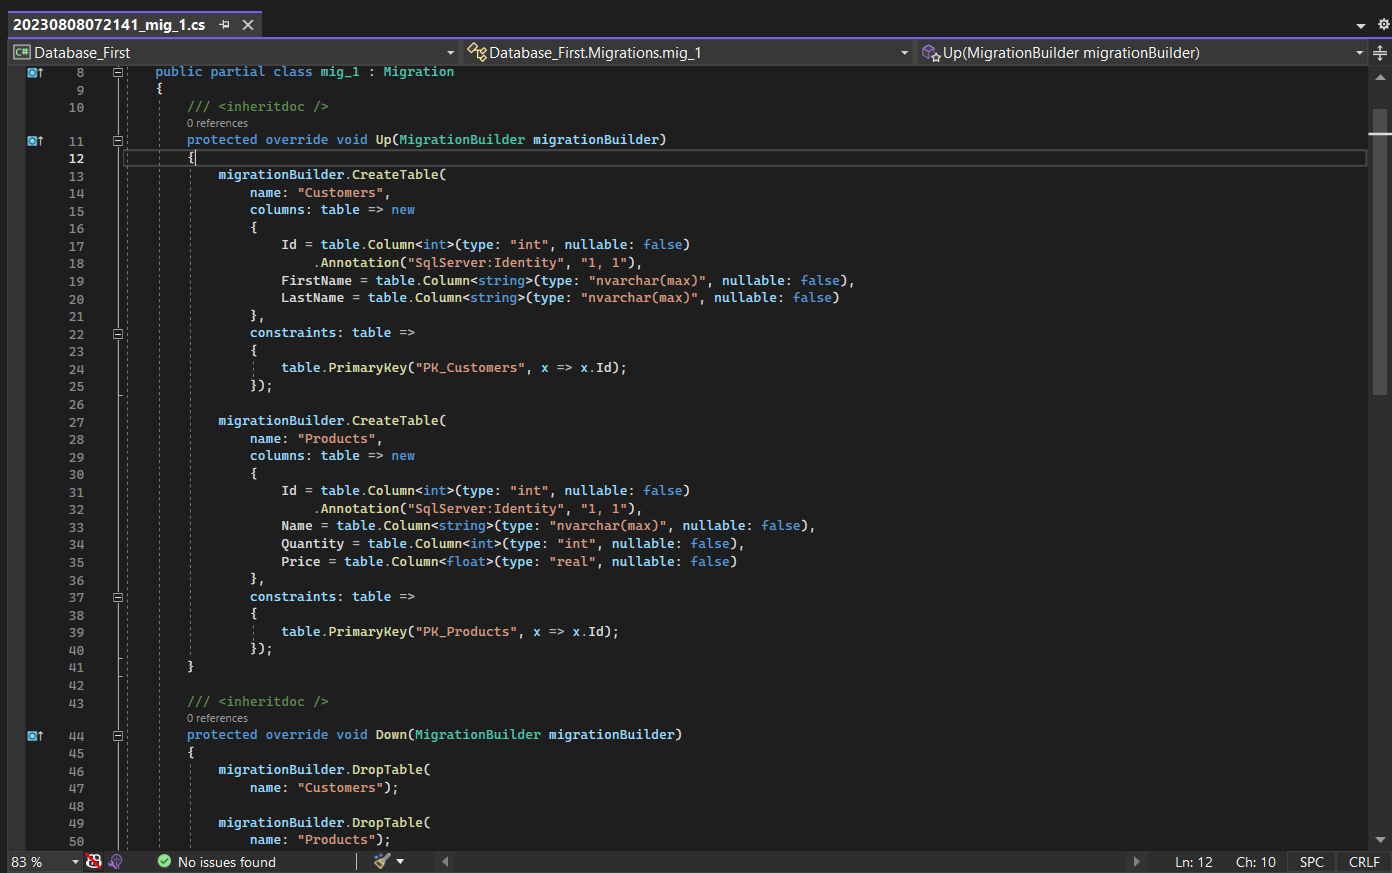 20230808072141_mig_1.cs
C# Database_First Database_First.Migrations.mig_1 Up(MigrationBuilder migrationBuilder)
8 public partial class mig_1 : Migration
9 {
10 /// <inheritdoc />
0 references
11 protected override void Up(MigrationBuilder migrationBuilder)
12 {
13 migrationBuilder.CreateTable(
14 name: "Customers",
15 columns: table => new
16 {
17 Id = table.Column<int>(type: "int", nullable: false)
18 .Annotation("SqlServer:Identity", "1, 1"),
19 FirstName = table.Column<string>(type: "nvarchar(max)", nullable: false),
20 LastName = table.Column<string>(type: "nvarchar(max)", nullable: false)
21 },
22 constraints: table =>
23 {
24 table.PrimaryKey("PK_Customers", x => x.Id);
25 });
26
27 migrationBuilder.CreateTable(
28 name: "Products",
29 columns: table => new
30 {
31 Id = table.Column<int>(type: "int", nullable: false)
32 .Annotation("SqlServer:Identity", "1, 1"),
33 Name = table.Column<string>(type: "nvarchar(max)", nullable: false),
34 Quantity = table.Column<int>(type: "int", nullable: false),
35 Price = table.Column<float>(type: "real", nullable: false)
36 },
37 constraints: table =>
38 {
39 table.PrimaryKey("PK_Products", x => x.Id);
40 });
41 }
42
43 /// <inheritdoc />
0 references
44 protected override void Down(MigrationBuilder migrationBuilder)
45 {
46 migrationBuilder.DropTable(
47 name: "Customers");
48
49 migrationBuilder.DropTable(
50 name: "Products");
83 % No issues found Ln: 12 Ch: 10 SPC CRLF